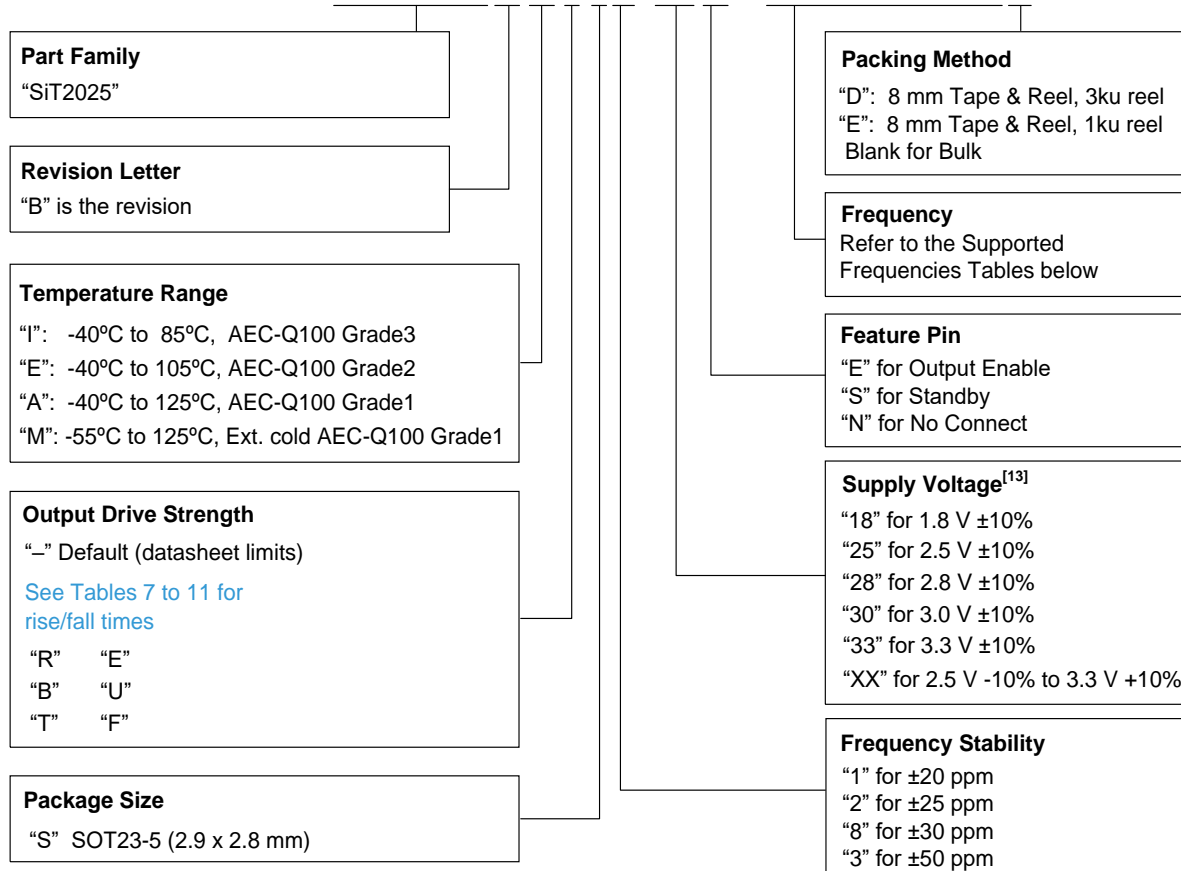 Part Family
“SiT2025”
Revision Letter
“B” is the revision
Temperature Range
“I”: -40ºC to 85ºC, AEC-Q100 Grade3
“E”: -40ºC to 105ºC, AEC-Q100 Grade2
“A”: -40ºC to 125ºC, AEC-Q100 Grade1
“M”: -55ºC to 125ºC, Ext. cold AEC-Q100 Grade1
Output Drive Strength
“–” Default (datasheet limits)
See Tables 7 to 11 for
rise/fall times
“R” “E”
“B” “U”
“T” “F”
Package Size
“S” SOT23-5 (2.9 x 2.8 mm)
Packing Method
“D”: 8 mm Tape & Reel, 3ku reel
“E”: 8 mm Tape & Reel, 1ku reel
Blank for Bulk
Frequency
Refer to the Supported
Frequencies Tables below
Feature Pin
“E” for Output Enable
“S” for Standby
“N” for No Connect
Supply Voltage[13]
“18” for 1.8 V ±10%
“25” for 2.5 V ±10%
“28” for 2.8 V ±10%
“30” for 3.0 V ±10%
“33” for 3.3 V ±10%
“XX” for 2.5 V -10% to 3.3 V +10%
Frequency Stability
“1” for ±20 ppm
“2” for ±25 ppm
“8” for ±30 ppm
“3” for ±50 ppm